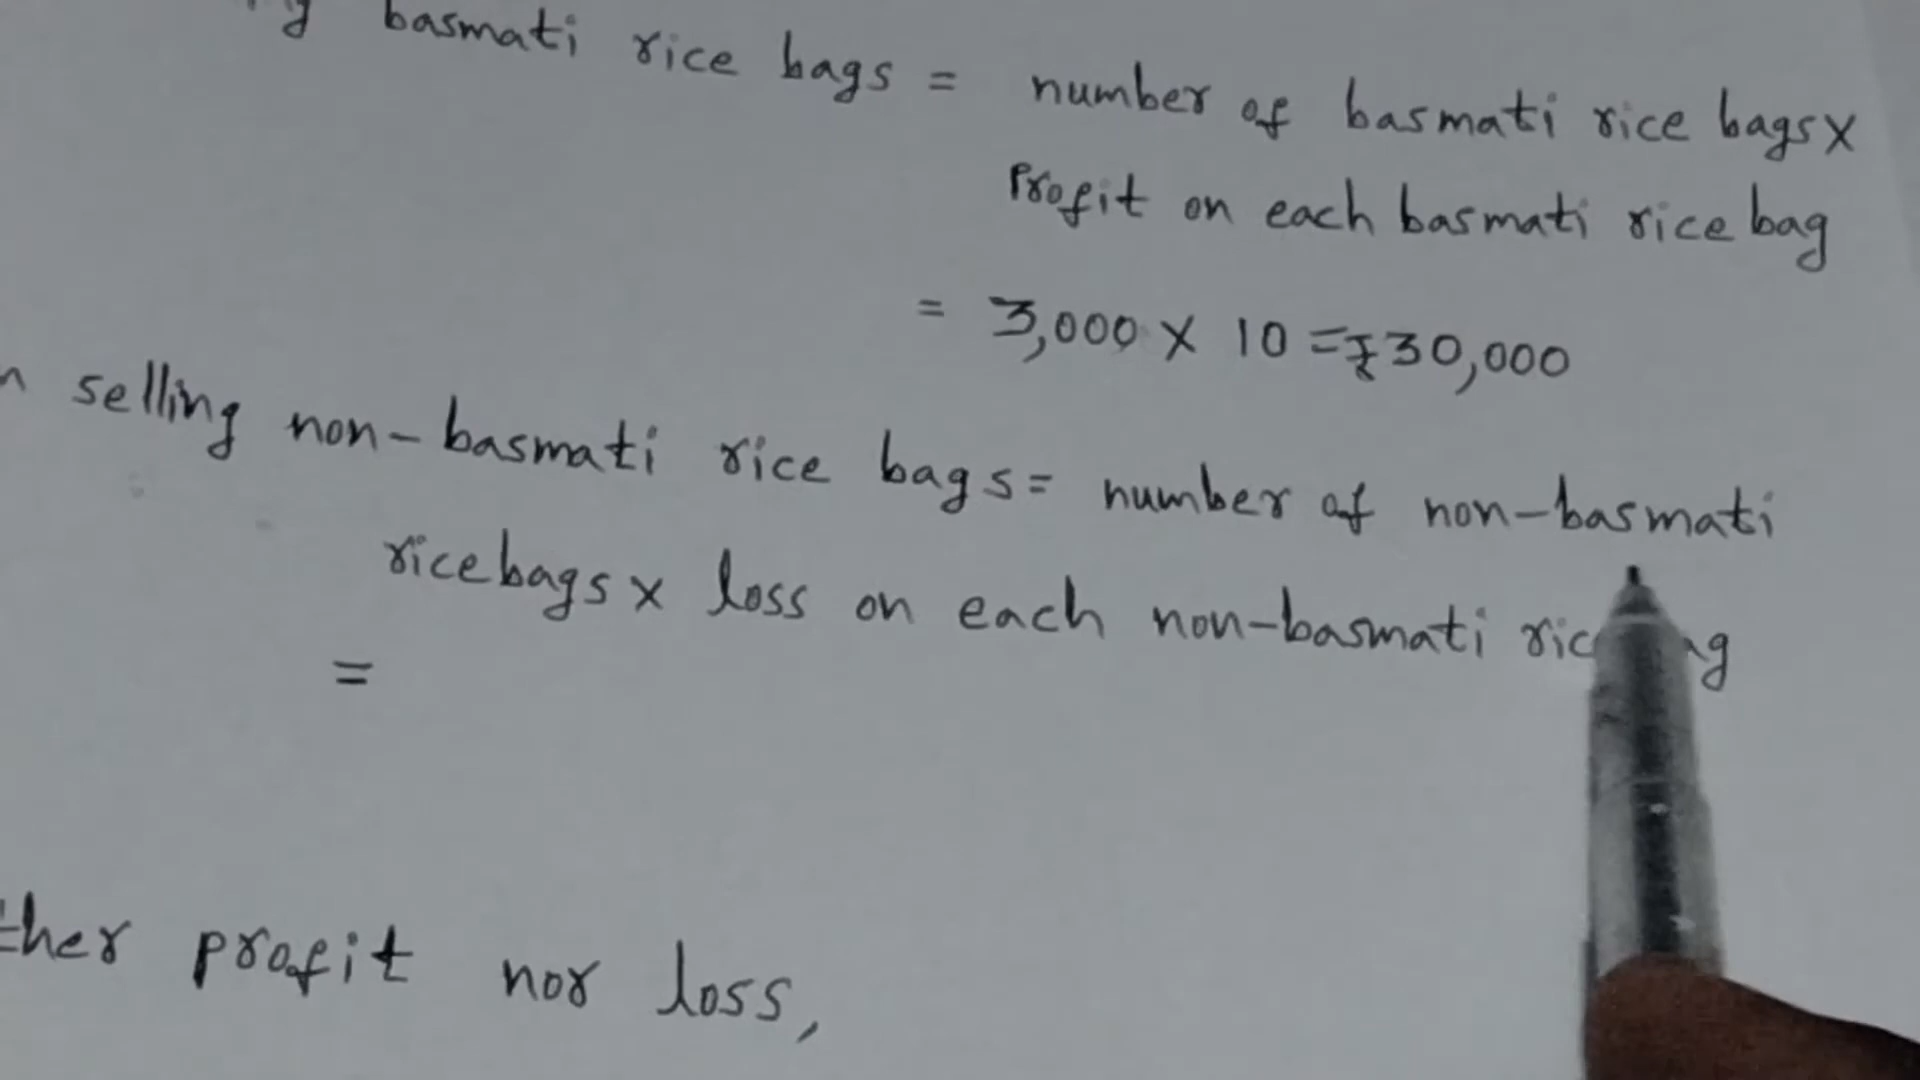 basmati rice bags = number of basmati rice bags x
profit on each basmati rice bag
= 3,000 x 10 = ₹30,000
selling non-basmati rice bags = number of non-basmati
rice bags x loss on each non-basmati
=
profit nor loss,